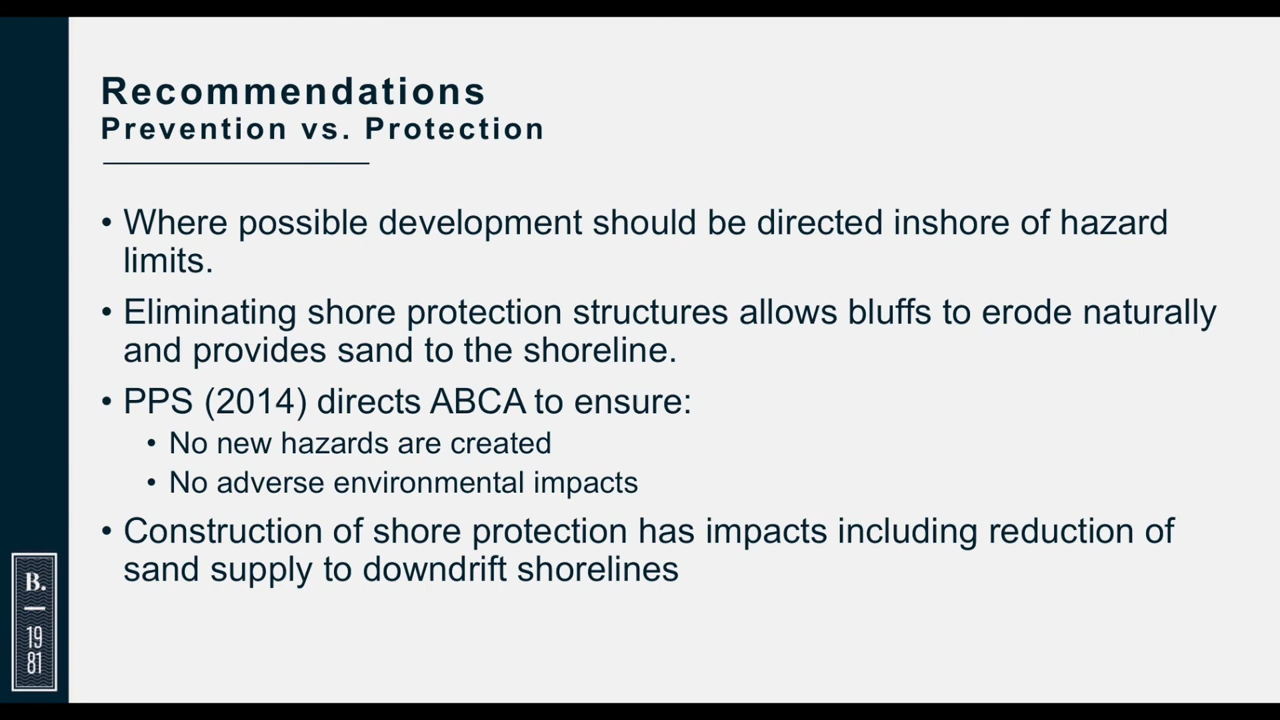 Recommendations
Prevention vs. Protection
• Where possible development should be directed inshore of hazard
limits.
• Eliminating shore protection structures allows bluffs to erode naturally
and provides sand to the shoreline.
• PPS (2014) directs ABCA to ensure:
• No new hazards are created
• No adverse environmental impacts
• Construction of shore protection has impacts including reduction of
sand supply to downdrift shorelines
B.
19
81